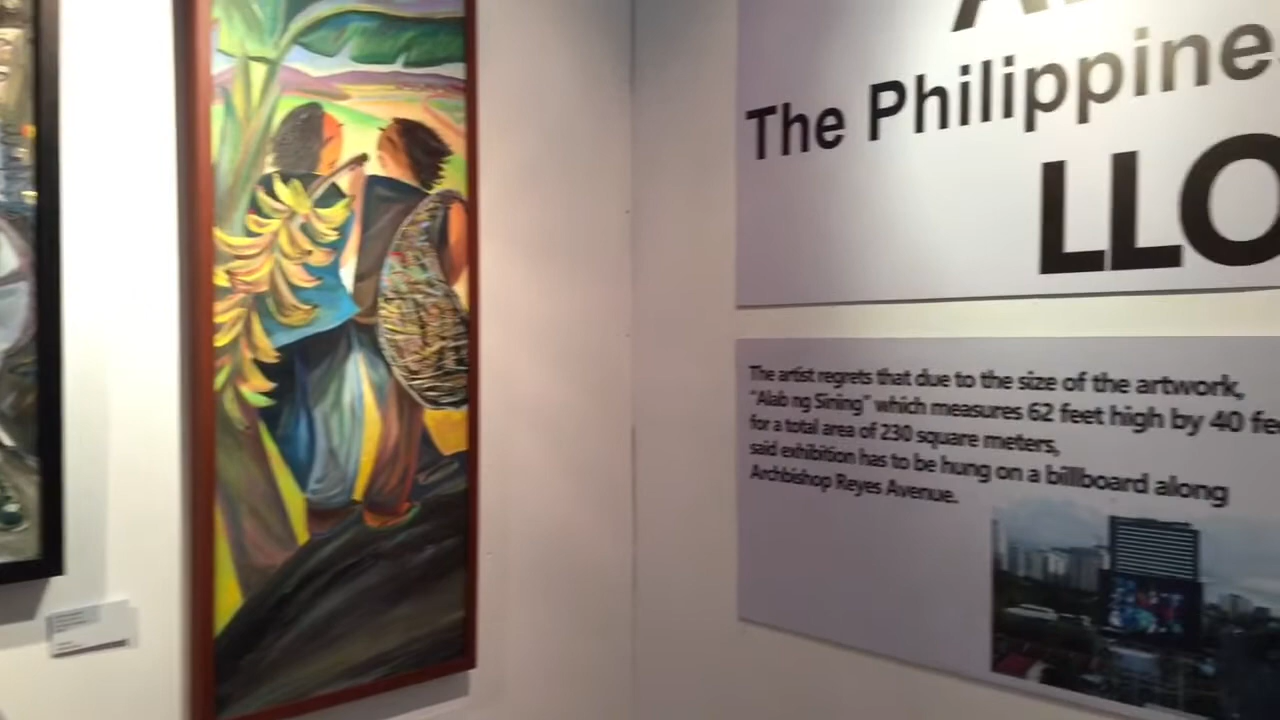 The Philippines
LLO
The artist regrets that due to the size of the artwork,
"Alab ng Sining" which measures 62 feet high by 40 fee
for a total area of 230 square meters,
said exhibition has to be hung on a billboard along
Archbishop Reyes Avenue.